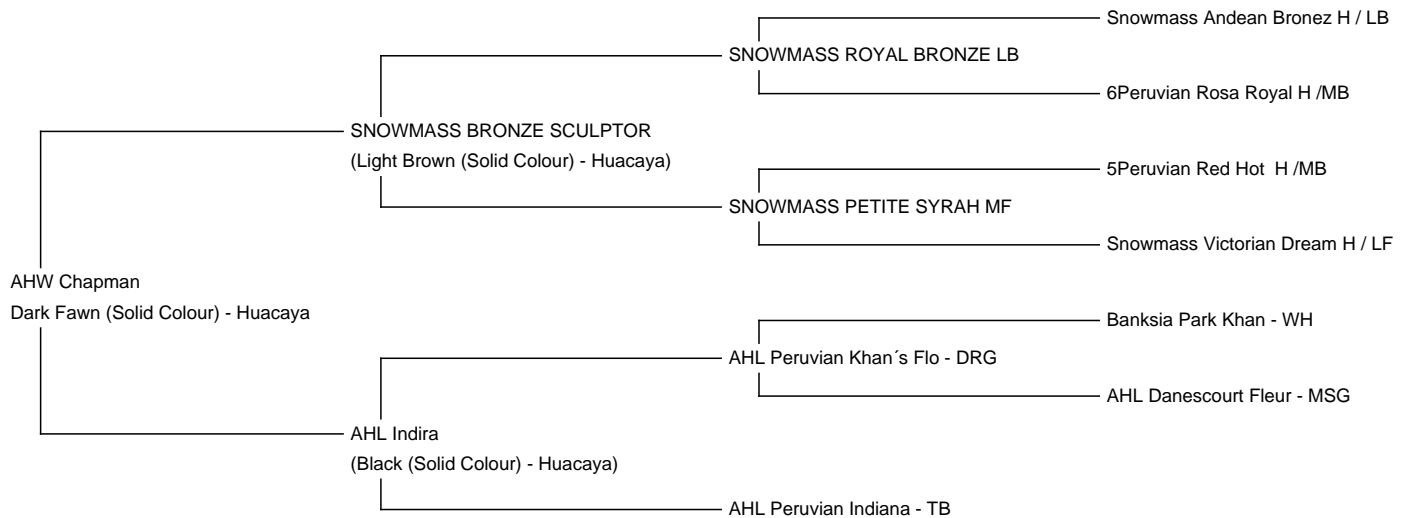 Snowmass Andean Bronez H / LB
SNOWMASS ROYAL BRONZE LB
6Peruvian Rosa Royal H /MB
SNOWMASS BRONZE SCULPTOR
(Light Brown (Solid Colour) - Huacaya)
5Peruvian Red Hot  H /MB
SNOWMASS PETITE SYRAH MF
Snowmass Victorian Dream H / LF
AHW Chapman
Dark Fawn (Solid Colour) - Huacaya
Banksia Park Khan - WH
AHL Peruvian Khan´s Flo - DRG
AHL Danescourt Fleur - MSG
AHL Indira
(Black (Solid Colour) - Huacaya)
AHL Peruvian Indiana - TB